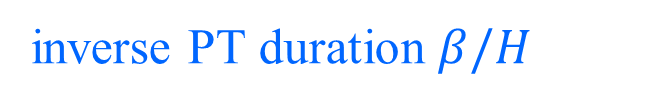 inverse PT duration β/H